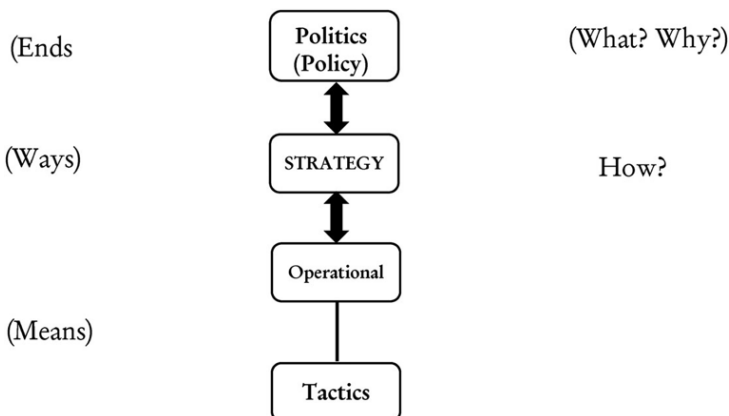 (Ends
Politics
(Policy)
(What? Why?)
(Ways)
STRATEGY
How?
Operational
(Means)
Tactics